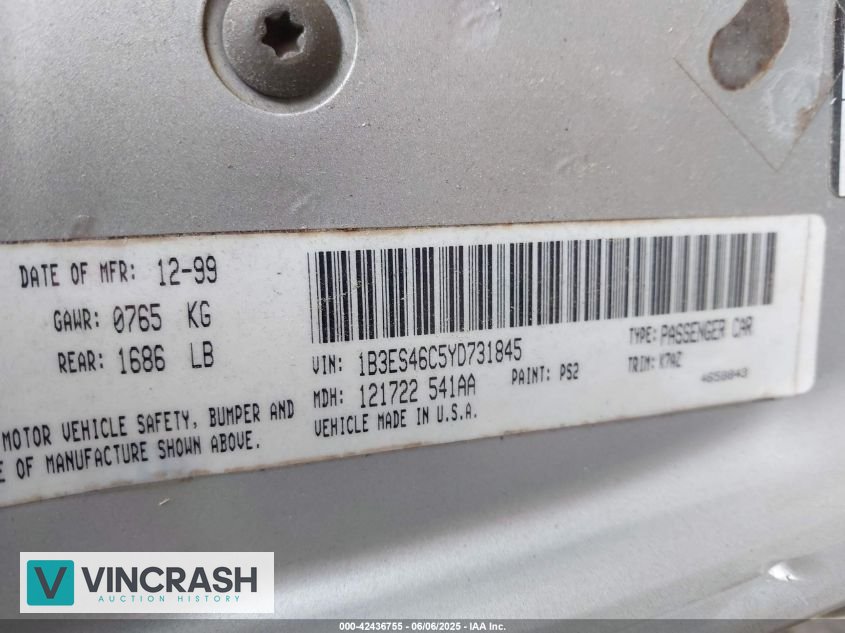 DATE OF MFR: 12-99
GAWR: 0765 KG
REAR: 1686 LB
MOTOR VEHICLE SAFETY, BUMPER AND
E OF MANUFACTURE SHOWN ABOVE.
VIN: 1B3ES46C5YD731845
TYPE: PASSENGER CAR
MDH: 121722 541AA
PAINT: PS2
TRIM: K7AZ
VEHICLE MADE IN U.S.A.
4658843
V VINCRASH
AUCTION HISTORY
000-42436755 - 06/06/2025 - IAA Inc.